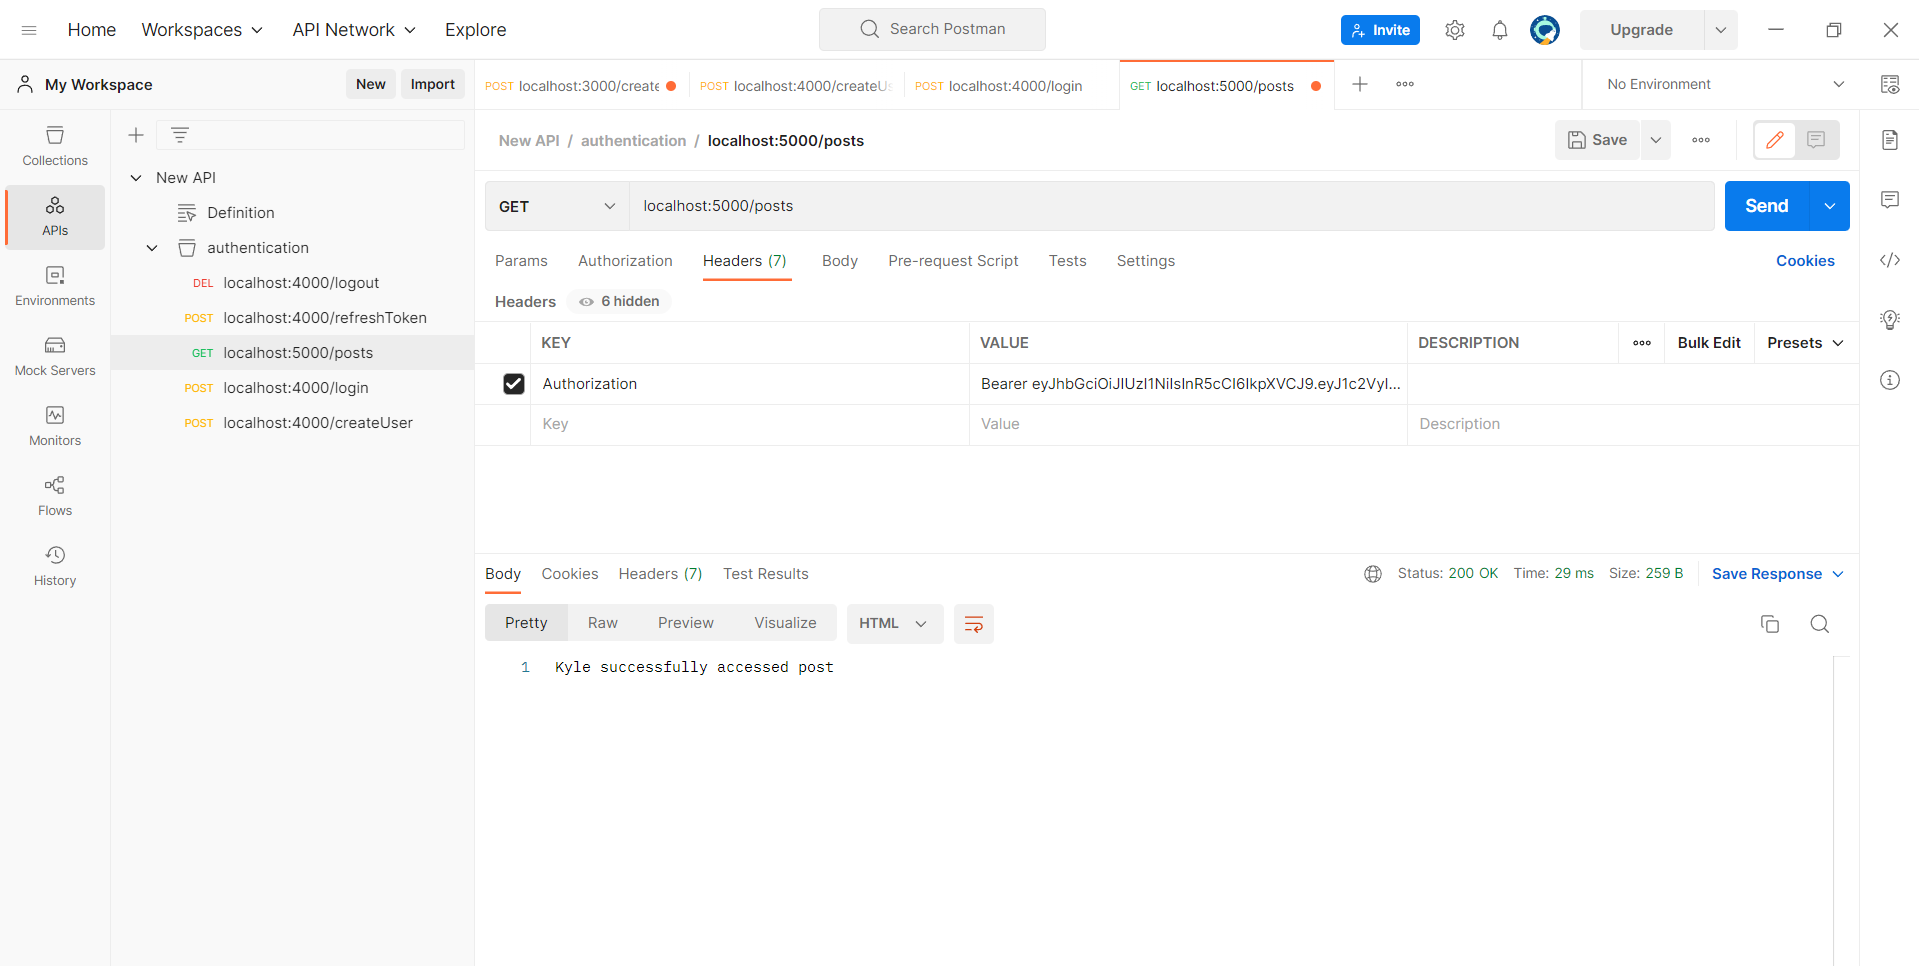 Home Workspaces API Network Explore Search Postman Invite Upgrade
My Workspace New Import POST localhost:3000/create POST localhost:4000/createUs POST localhost:4000/login GET localhost:5000/posts No Environment
Collections
APIs
Environments
Mock Servers
Monitors
Flows
History
New API
Definition
authentication
DEL localhost:4000/logout
POST localhost:4000/refreshToken
GET localhost:5000/posts
POST localhost:4000/login
POST localhost:4000/createUser
New API / authentication / localhost:5000/posts Save
GET localhost:5000/posts Send
Params Authorization Headers (7) Body Pre-request Script Tests Settings Cookies
Headers 6 hidden
KEY VALUE DESCRIPTION Bulk Edit Presets
Authorization Bearer eyJhbGciOiJIUzI1NiIsInR5cCI6IkpXVCJ9.eyJ1c2VyI...
Key Value Description
Body Cookies Headers (7) Test Results Status: 200 OK Time: 29 ms Size: 259 B Save Response
Pretty Raw Preview Visualize HTML
1 Kyle successfully accessed post